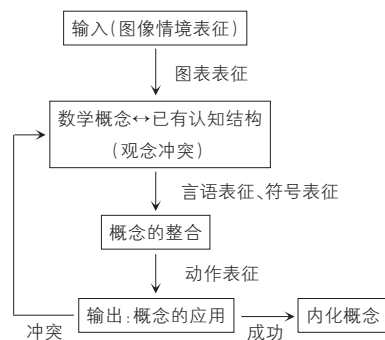 输入(图像情境表征)
图表表征
数学概念↔已有认知结构
(观念冲突)
言语表征、符号表征
概念的整合
动作表征
输出:概念的应用
内化概念
冲突
成功